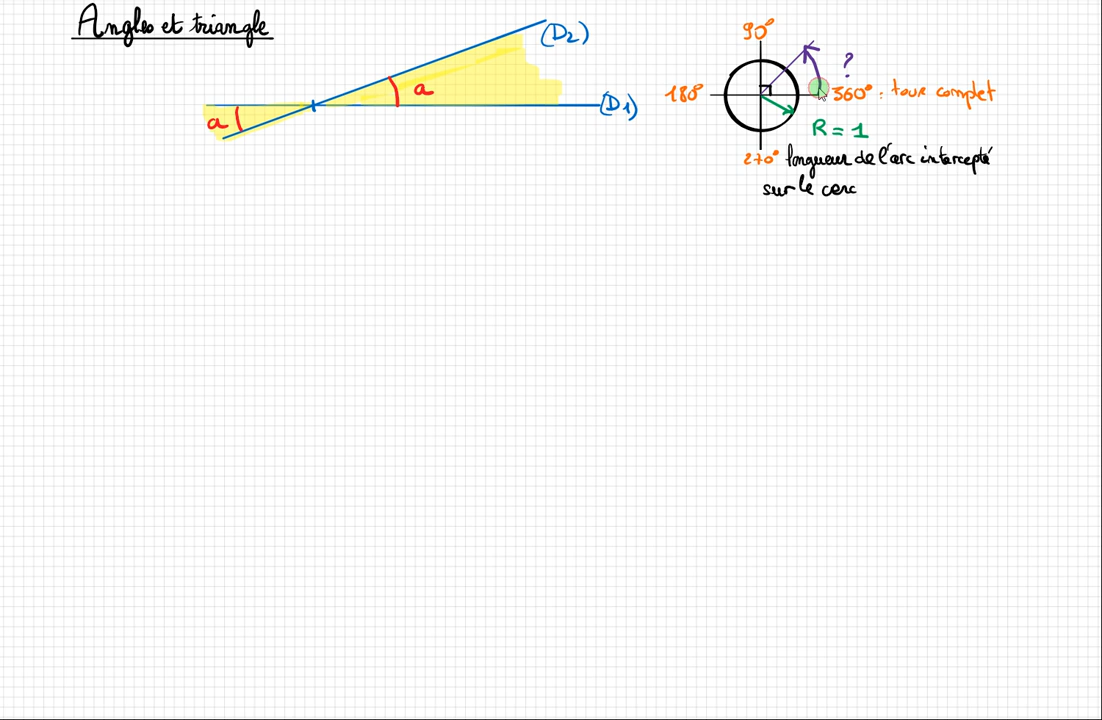 Angles et triangle
(D2)
a
a
(D1)
90°
?
180°
360° : tour complet
R = 1
270° longueur de l'arc intercepté
sur le cerc